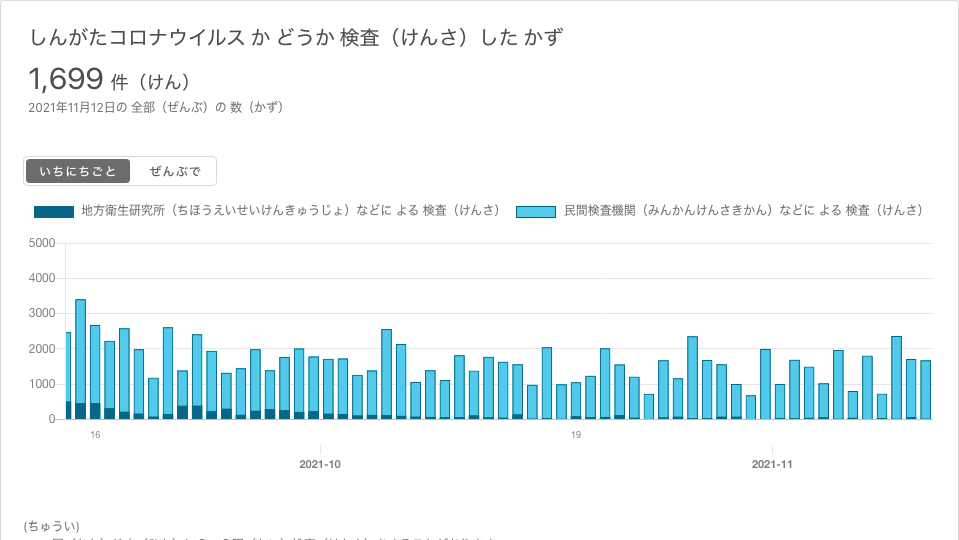 しんがたコロナウイルス か どうか 検査（けんさ）した かず
1,699 件（けん）
2021年11月12日の 全部（ぜんぶ）の 数（かず）
いちにちごと ぜんぶで
地方衛生研究所（ちほうえいせいけんきゅうじょ）などに よる 検査（けんさ） 民間検査機関（みんかんけんさきかん）などに よる 検査（けんさ）
5000
4000
3000
2000
1000
0
16 19
2021-10 2021-11
(ちゅうい)